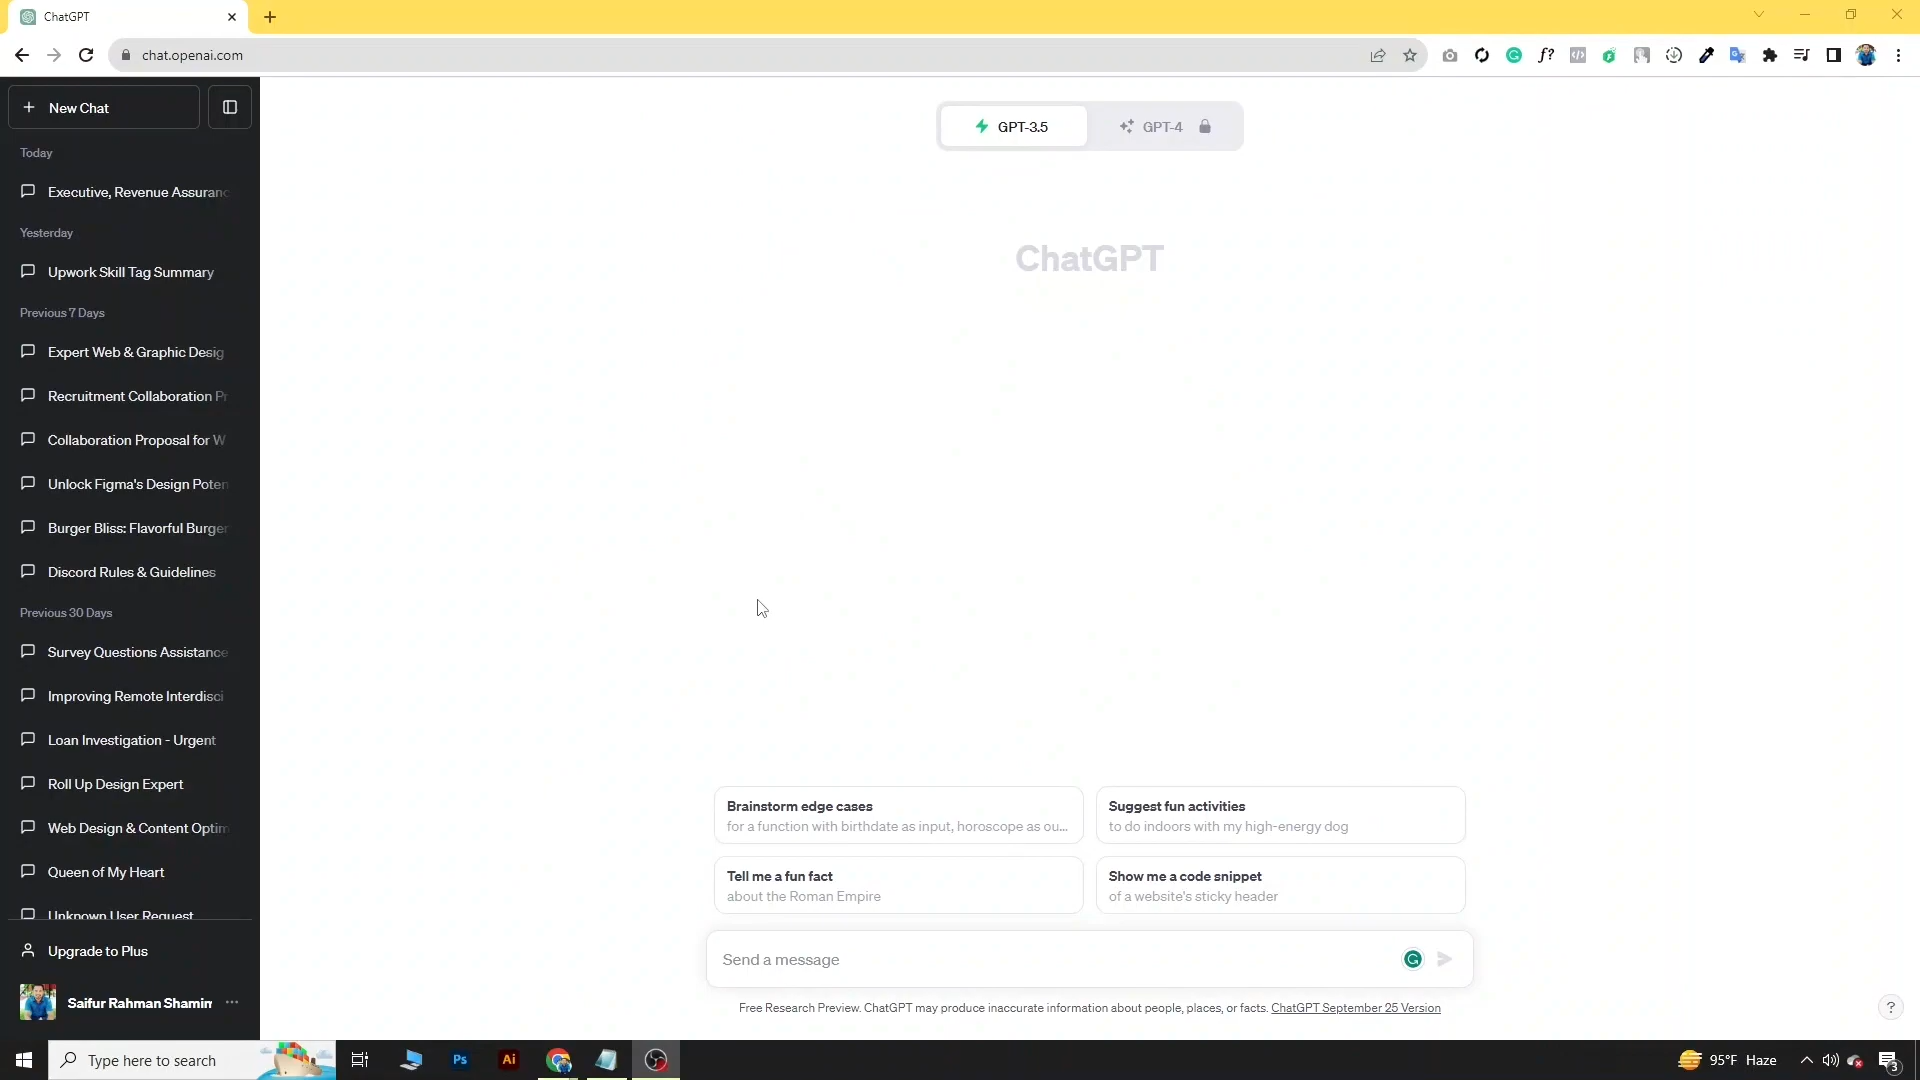 ChatGPT
chat.openai.com
f?
New Chat
Today
Executive, Revenue Assuranc
Yesterday
Upwork Skill Tag Summary
Previous 7 Days
Expert Web & Graphic Desig
Recruitment Collaboration Pr
Collaboration Proposal for W
Unlock Figma's Design Poten
Burger Bliss: Flavorful Burger
Discord Rules & Guidelines
Previous 30 Days
Survey Questions Assistance
Improving Remote Interdisci
Loan Investigation - Urgent
Roll Up Design Expert
Web Design & Content Optim
Queen of My Heart
Unknown User Request
Upgrade to Plus
Saifur Rahman Shamim
GPT-3.5
GPT-4
ChatGPT
Brainstorm edge cases
for a function with birthdate as input, horoscope as ou...
Suggest fun activities
to do indoors with my high-energy dog
Tell me a fun fact
about the Roman Empire
Show me a code snippet
of a website's sticky header
Send a message
Free Research Preview. ChatGPT may produce inaccurate information about people, places, or facts. ChatGPT September 25 Version
?
Type here to search
Ps
Ai
95°F Haze
3